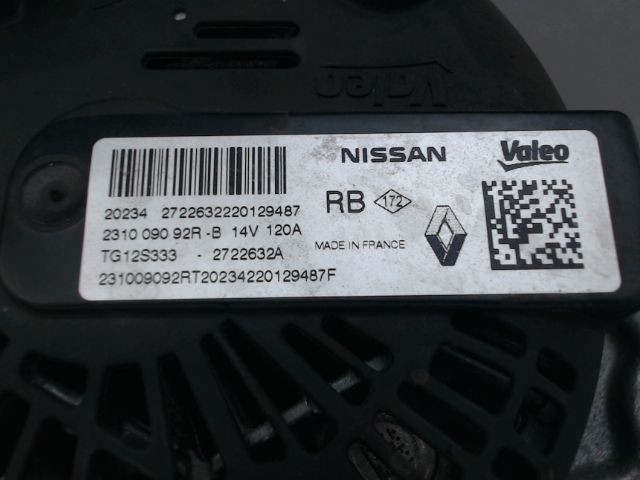 Valeo
NISSAN Valeo
20234 2722632220129487
RB 172
2310 090 92R -B 14V 120A
TG12S333 - 2722632A
MADE IN FRANCE
231009092RT20234220129487F